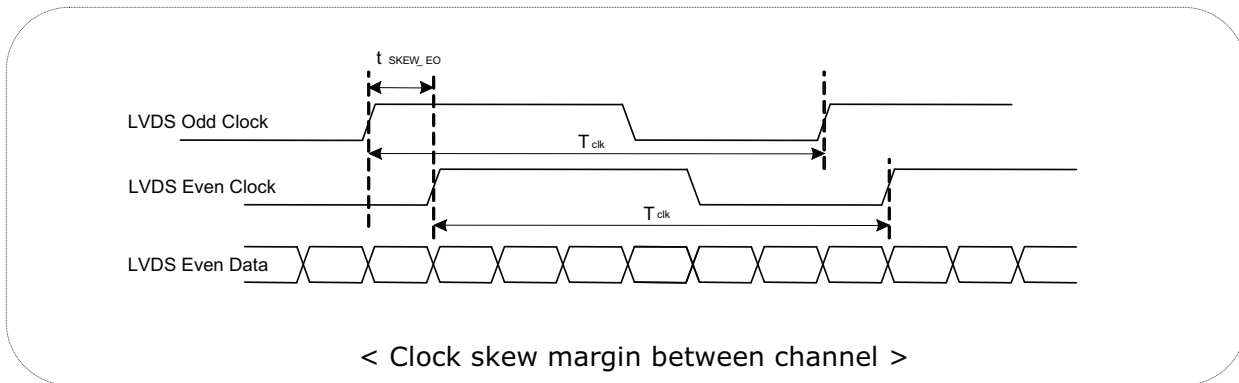 t SKEW_EO
LVDS Odd Clock
T clk
LVDS Even Clock
T clk
LVDS Even Data
< Clock skew margin between channel >